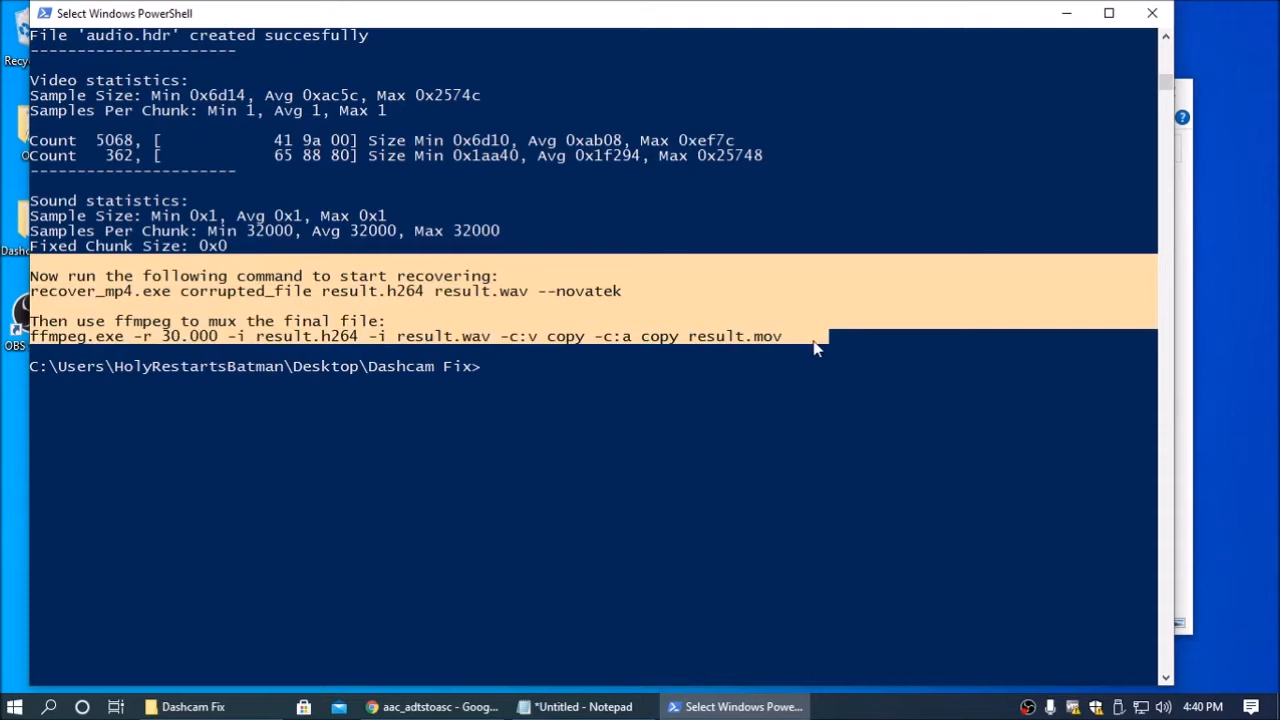 Select Windows PowerShell
File 'audio.hdr' created succesfully
----------------------
Video statistics:
Sample Size: Min 0x6d14, Avg 0xac5c, Max 0x2574c
Samples Per Chunk: Min 1, Avg 1, Max 1
Count  5068, [            41 9a 00] Size Min 0x6d10, Avg 0xab08, Max 0xef7c
Count   362, [            65 88 80] Size Min 0x1aa40, Avg 0x1f294, Max 0x25748
----------------------
Sound statistics:
Sample Size: Min 0x1, Avg 0x1, Max 0x1
Samples Per Chunk: Min 32000, Avg 32000, Max 32000
Fixed Chunk Size: 0x0
Now run the following command to start recovering:
recover_mp4.exe corrupted_file result.h264 result.wav --novatek
Then use ffmpeg to mux the final file:
ffmpeg.exe -r 30.000 -i result.h264 -i result.wav -c:v copy -c:a copy result.mov
C:\Users\HolyRestartsBatman\Desktop\Dashcam Fix>
Recy
Dashc
OBS
Dashcam Fix
aac_adtstoasc - Goog...
*Untitled - Notepad
Select Windows Powe...
4:40 PM